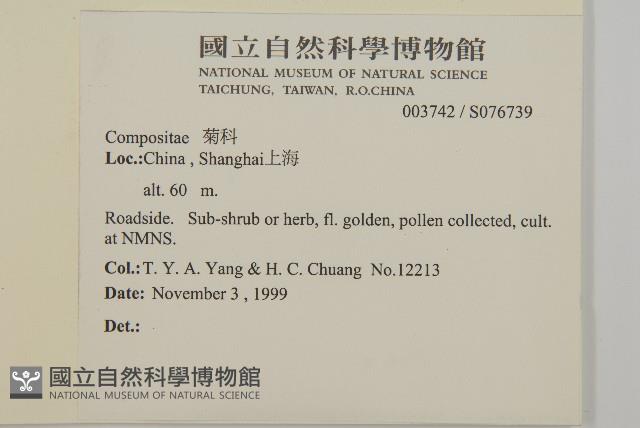 國立自然科學博物館
NATIONAL MUSEUM OF NATURAL SCIENCE
TAICHUNG, TAIWAN, R.O.CHINA
003742 / S076739
Compositae 菊科
Loc.:China , Shanghai上海
alt. 60 m.
Roadside. Sub-shrub or herb, fl. golden, pollen collected, cult.
at NMNS.
Col.: T. Y. A. Yang & H. C. Chuang No.12213
Date: November 3 , 1999
Det.:
國立自然科學博物館
NATIONAL MUSEUM OF NATURAL SCIENCE